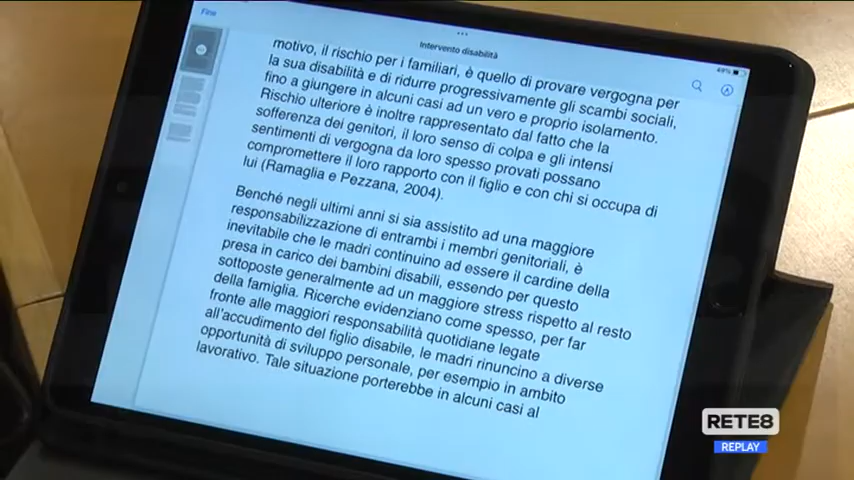 Fine
Intervento disabilità
49%
motivo, il rischio per i familiari, è quello di provare vergogna per
la sua disabilità e di ridurre progressivamente gli scambi sociali,
fino a giungere in alcuni casi ad un vero e proprio isolamento.
Rischio ulteriore è inoltre rappresentato dal fatto che la
sofferenza dei genitori, il loro senso di colpa e gli intensi
sentimenti di vergogna da loro spesso provati possano
compromettere il loro rapporto con il figlio e con chi si occupa di
lui (Ramaglia e Pezzana, 2004).
Benché negli ultimi anni si sia assistito ad una maggiore
responsabilizzazione di entrambi i membri genitoriali, è
inevitabile che le madri continuino ad essere il cardine della
presa in carico dei bambini disabili, essendo per questo
sottoposte generalmente ad un maggiore stress rispetto al resto
della famiglia. Ricerche evidenziano come spesso, per far
fronte alle maggiori responsabilità quotidiane legate
all'accudimento del figlio disabile, le madri rinuncino a diverse
opportunità di sviluppo personale, per esempio in ambito
lavorativo. Tale situazione porterebbe in alcuni casi al
RETE8
REPLAY